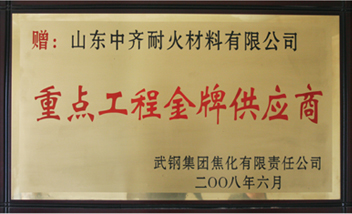 赠：山东中齐耐火材料有限公司
重点工程金牌供应商
武钢集团焦化有限责任公司
二〇〇八年六月